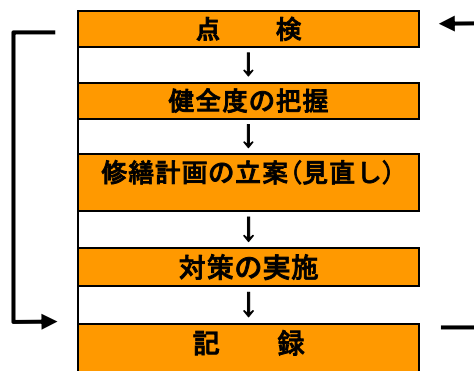 点　　検
↓
健全度の把握
↓
修繕計画の立案(見直し)
↓
対策の実施
↓
記　　録